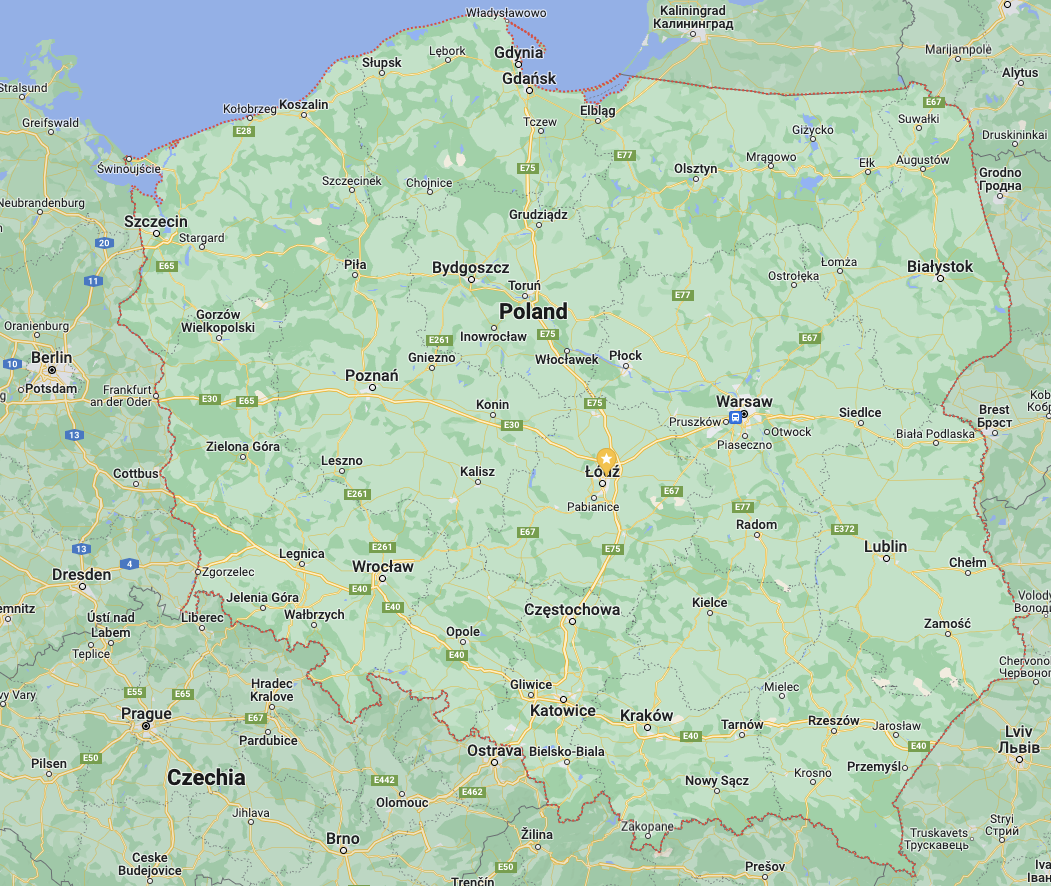 Władysławowo
Kaliningrad
Калининград
Lębork
Gdynia
Słupsk
Gdańsk
Marijampolė
Alytus
Stralsund
Kołobrzeg
Koszalin
Elbląg
E67
Suwałki
Greifswald
E28
Tczew
Giżycko
Druskininkai
Świnoujście
E75
E77
Olsztyn
Mrągowo
Ełk
Augustów
Grodno
Гродна
Szczecinek
Chojnice
Neubrandenburg
Szczecin
Grudziądz
20
Stargard
E65
Piła
Bydgoszcz
Łomża
Białystok
Ostrołęka
11
Toruń
E77
Poland
Gorzów
Wielkopolski
Oranienburg
E261
Inowrocław
E75
E67
Berlin
10
Gniezno
Włocławek
Płock
Potsdam
Poznań
Frankfurt
an der Oder
E30
E65
Konin
E75
Warsaw
Siedlce
Brest
Брэст
E30
Pruszków
Otwock
Biała Podlaska
13
Piaseczno
Zielona Góra
Leszno
Kalisz
Łódź
Cottbus
E261
E67
Pabianice
E77
E67
Radom
E372
13
E261
E75
Legnica
Lublin
4
Wrocław
Chełm
Dresden
Zgorzelec
E40
Jelenia Góra
E40
Częstochowa
Kielce
Wałbrzych
Ústí nad
Labem
Liberec
Zamość
Opole
Teplice
E40
Hradec
Kralove
Gliwice
Mielec
E55
E65
Prague
E67
Katowice
Kraków
Tarnów
Rzeszów
Jarosław
Pardubice
E40
E40
Lviv
Львів
Pilsen
E50
Ostrava
Bielsko-Biala
Przemyśl
Czechia
E442
Nowy Sącz
Krosno
E462
Olomouc
Jihlava
Stryi
Стрий
Zakopane
Brno
Žilina
Truskavets
Трускавець
Ceske
Budejovice
E50
Prešov
Trenčín